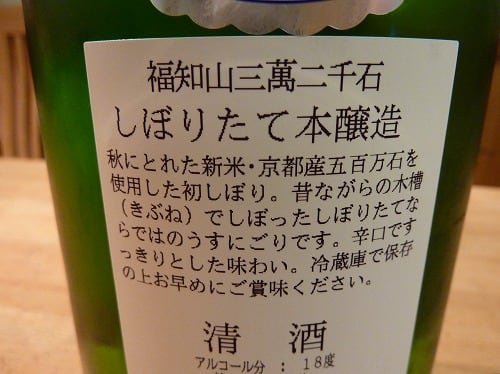 福知山三萬二千石
しぼりたて本醸造
秋にとれた新米・京都産五百万石を
使用した初しぼり。昔ながらの木槽
(きぶね)でしぼったしぼりたてな
らではのうすにごりです。辛口です
っきりとした味わい。冷蔵庫で保存
の上お早めにご賞味ください。
清 酒
アルコール分 : 18度